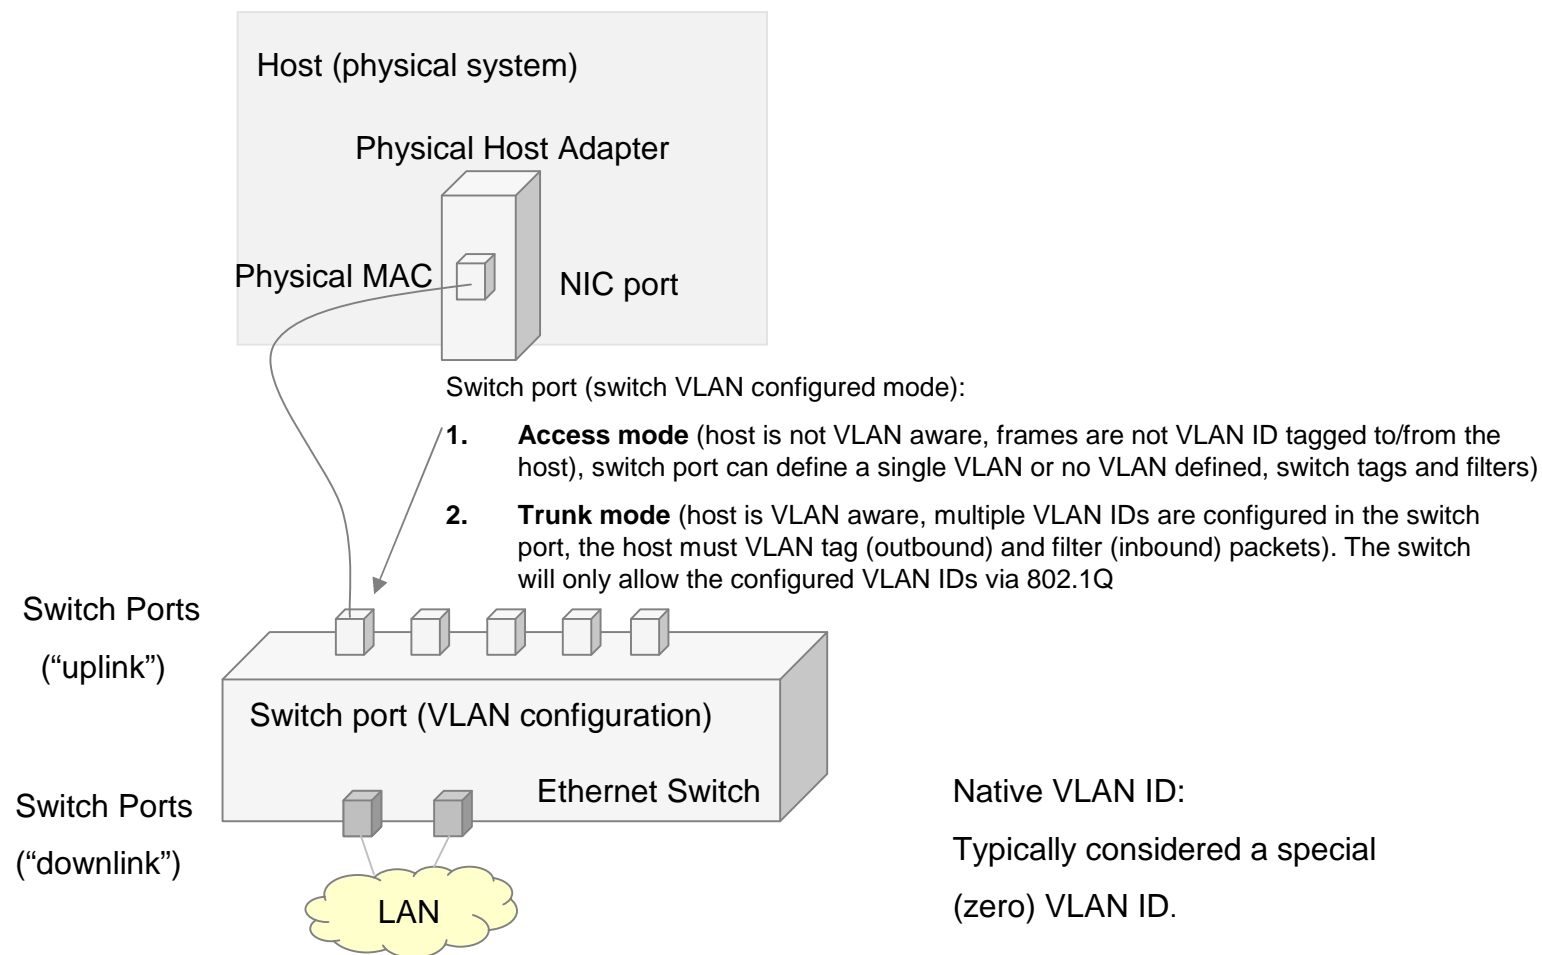 Host (physical system)
Physical Host Adapter
Physical MAC
NIC port
Switch port (switch VLAN configured mode):
1. Access mode (host is not VLAN aware, frames are not VLAN ID tagged to/from the
host), switch port can define a single VLAN or no VLAN defined, switch tags and filters)
2. Trunk mode (host is VLAN aware, multiple VLAN IDs are configured in the switch
port, the host must VLAN tag (outbound) and filter (inbound) packets). The switch
will only allow the configured VLAN IDs via 802.1Q
Switch Ports
(“uplink”)
Switch port (VLAN configuration)
Ethernet Switch
Switch Ports
(“downlink”)
LAN
Native VLAN ID:
Typically considered a special
(zero) VLAN ID.